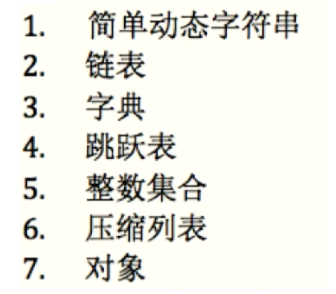 1. 简单动态字符串
2. 链表
3. 字典
4. 跳跃表
5. 整数集合
6. 压缩列表
7. 对象